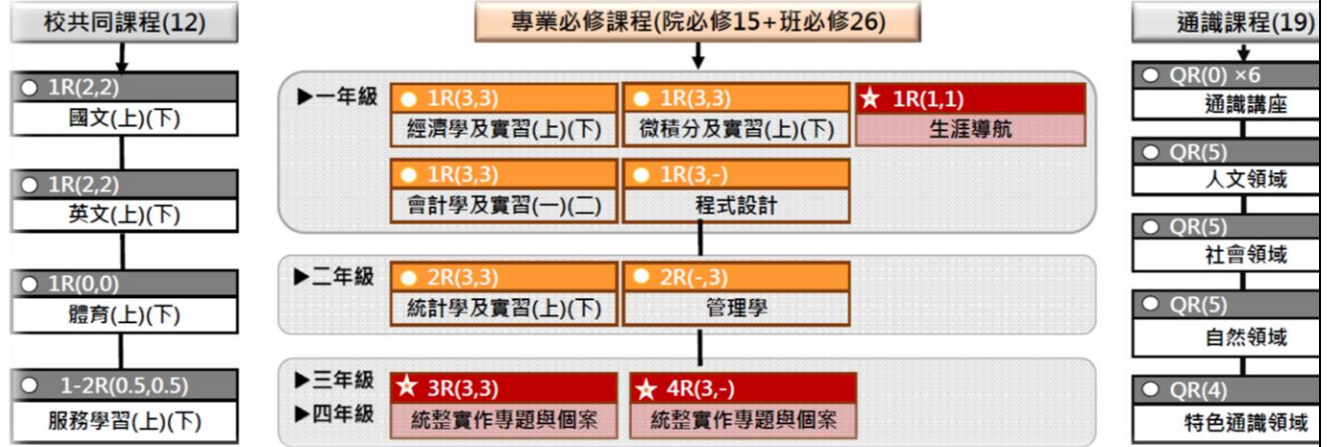 校共同課程(12)
1R(2,2)
國文(上)(下)
1R(2,2)
英文(上)(下)
1R(0,0)
體育(上)(下)
1-2R(0.5,0.5)
服務學習(上)(下)
專業必修課程(院必修15+班必修26)
▶一年級
1R(3,3)
經濟學及實習(上)(下)
1R(3,3)
微積分及實習(上)(下)
1R(1,1)
生涯導航
1R(3,3)
會計學及實習(一)(二)
1R(3,-)
程式設計
▶二年級
2R(3,3)
統計學及實習(上)(下)
2R(-,3)
管理學
▶三年級
▶四年級
3R(3,3)
統整實作專題與個案
4R(3,-)
統整實作專題與個案
通識課程(19)
QR(0) ×6
通識講座
QR(5)
人文領域
QR(5)
社會領域
QR(5)
自然領域
QR(4)
特色通識領域